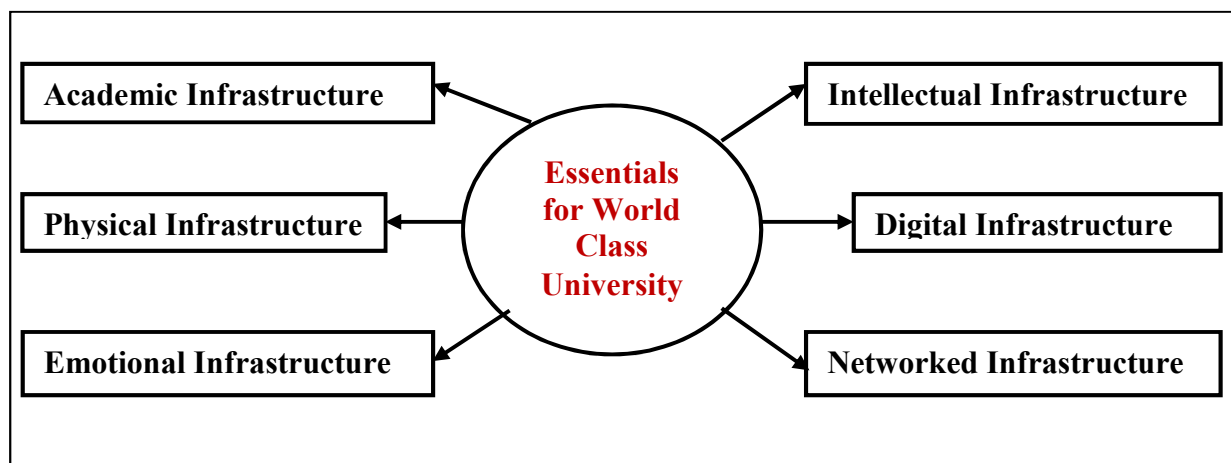 Academic Infrastructure
Intellectual Infrastructure
Essentials
for World
Class
University
Physical Infrastructure
Digital Infrastructure
Emotional Infrastructure
Networked Infrastructure